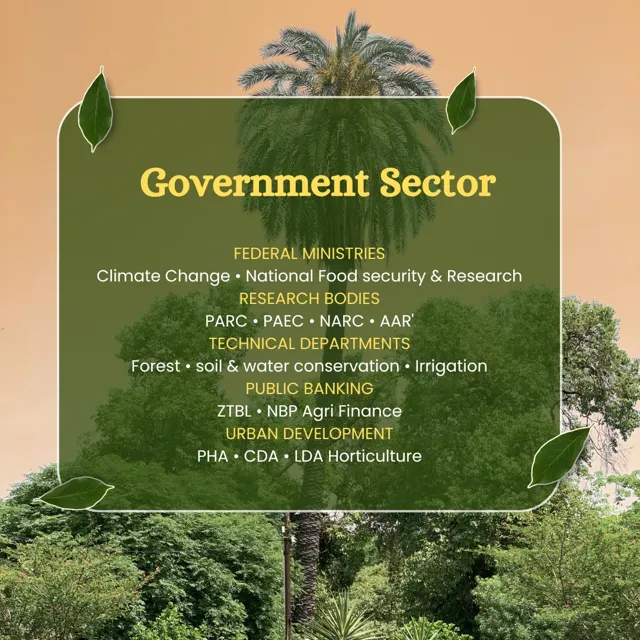 Government Sector
FEDERAL MINISTRIES
Climate Change • National Food security & Research
RESEARCH BODIES
PARC • PAEC • NARC • AAR'
TECHNICAL DEPARTMENTS
Forest • soil & water conservation • Irrigation
PUBLIC BANKING
ZTBL • NBP Agri Finance
URBAN DEVELOPMENT
PHA • CDA • LDA Horticulture